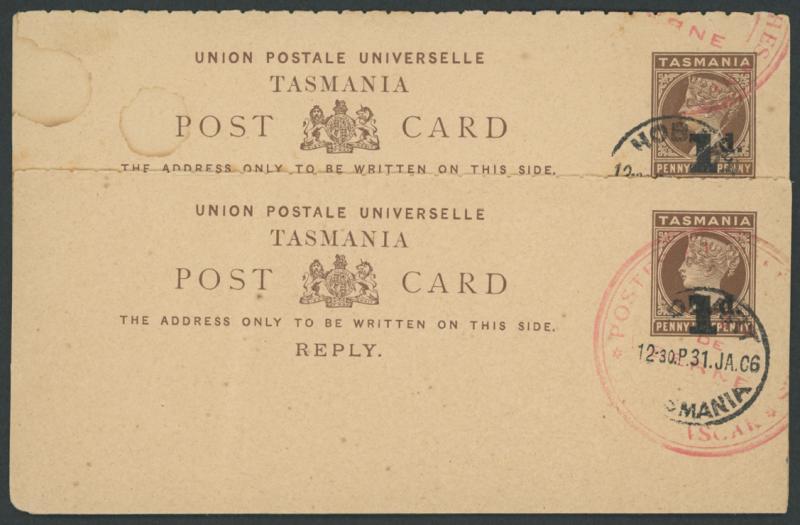 UNION POSTALE UNIVERSELLE
TASMANIA
POST CARD
THE ADDRESS ONLY TO BE WRITTEN ON THIS SIDE.
TASMANIA
1d.
PENNY PENNY
UNION POSTALE UNIVERSELLE
TASMANIA
POST CARD
THE ADDRESS ONLY TO BE WRITTEN ON THIS SIDE.
REPLY.
TASMANIA
1d.
PENNY PENNY
DE
12-30.P.31.JA.06